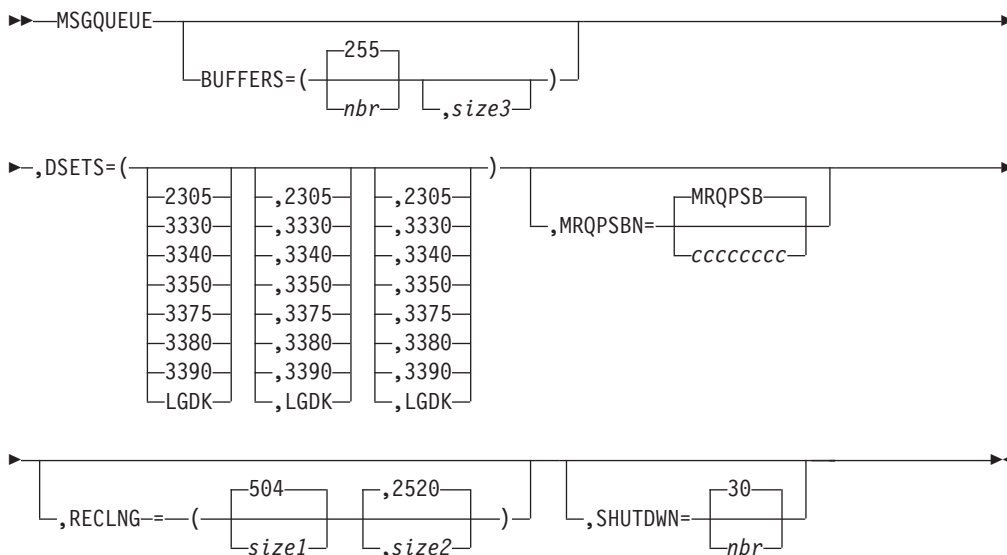 MSGQUEUE
255
BUFFERS=( )
nbr ,size3
,DSETS=( )
2305 ,2305 ,2305 MRQPSB
3330 ,3330 ,3330 ,MRQPSBN=
3340 ,3340 ,3340 cccccccc
3350 ,3350 ,3350
3375 ,3375 ,3375
3380 ,3380 ,3380
3390 ,3390 ,3390
LGDK ,LGDK ,LGDK
504 ,2520 30
,RECLNG = ( ) ,SHUTDWN=
size1 ,size2 nbr